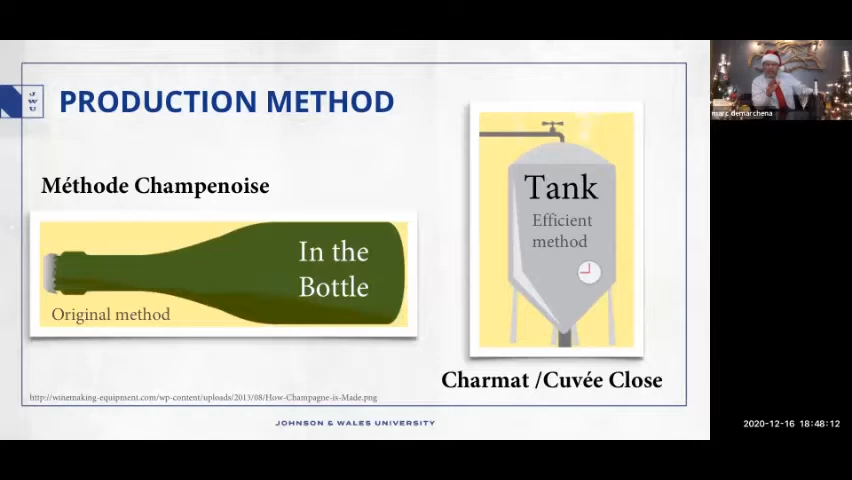 J
W
U
PRODUCTION METHOD
Méthode Champenoise
In the
Bottle
Original method
Tank
Efficient
method
Charmat /Cuvée Close
http://winemaking-equipment.com/wp-content/uploads/2013/08/How-Champagne-is-Made.png
JOHNSON & WALES UNIVERSITY
marc demarchena
2020-12-16 18:48:12